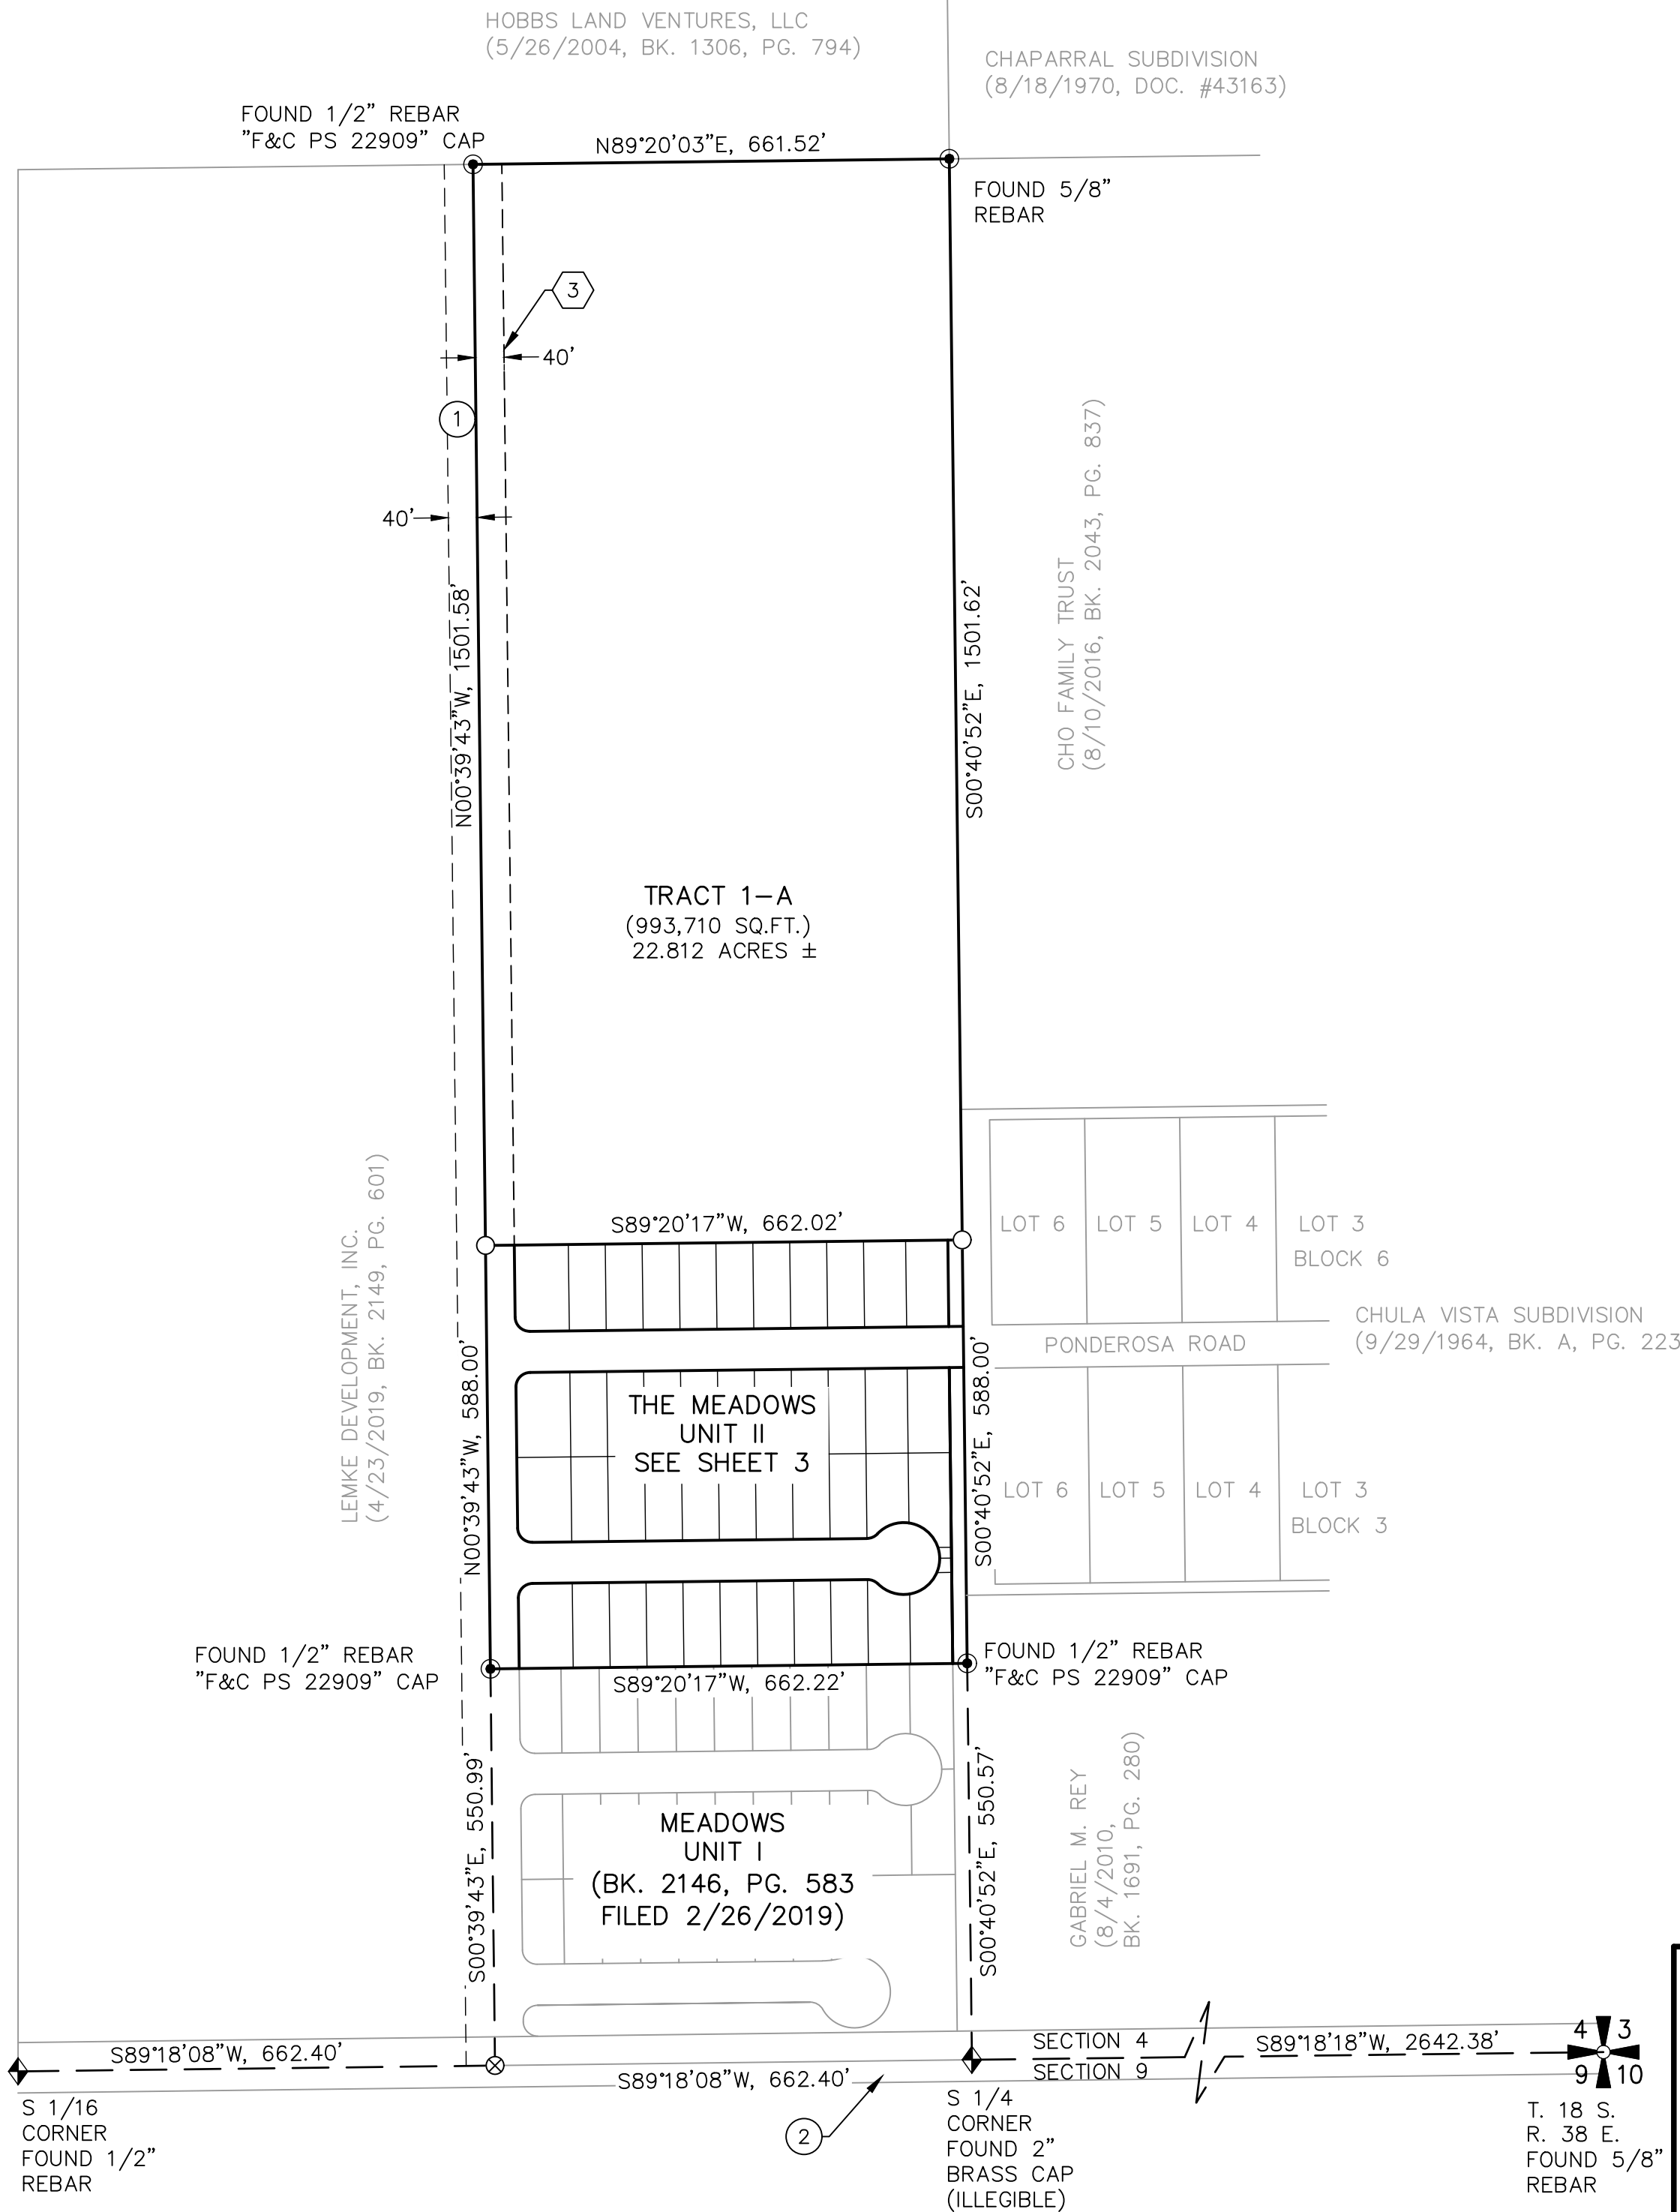 HOBBS LAND VENTURES, LLC
(5/26/2004, BK. 1306, PG. 794)
CHAPARRAL SUBDIVISION
(8/18/1970, DOC. #43163)
FOUND 1/2" REBAR
"F&C PS 22909" CAP
N89°20'03"E, 661.52'
FOUND 5/8"
REBAR
3
40'
1
40'
N00°39'43"W, 1501.58'
S00°40'52"E, 1501.62'
CHO FAMILY TRUST
(8/10/2016, BK. 2043, PG. 837)
TRACT 1-A
(993,710 SQ.FT.)
22.812 ACRES ±
LEMKE DEVELOPMENT, INC.
(4/23/2019, BK. 2149, PG. 601)
S89°20'17"W, 662.02'
LOT 6
LOT 5
LOT 4
LOT 3
BLOCK 6
CHULA VISTA SUBDIVISION
(9/29/1964, BK. A, PG. 223
PONDEROSA ROAD
N00°39'43"W, 588.00'
THE MEADOWS
UNIT II
SEE SHEET 3
S00°40'52"E, 588.00'
LOT 6
LOT 5
LOT 4
LOT 3
BLOCK 3
FOUND 1/2" REBAR
"F&C PS 22909" CAP
S89°20'17"W, 662.22'
FOUND 1/2" REBAR
"F&C PS 22909" CAP
S00°39'43"E, 550.99'
MEADOWS
UNIT I
(BK. 2146, PG. 583
FILED 2/26/2019)
S00°40'52"E, 550.57'
GABRIEL M. REY
(8/4/2010,
BK. 1691, PG. 280)
S89°18'08"W, 662.40'
S89°18'08"W, 662.40'
SECTION 4
SECTION 9
S89°18'18"W, 2642.38'
4 3
9 10
S 1/16
CORNER
FOUND 1/2"
REBAR
2
S 1/4
CORNER
FOUND 2"
BRASS CAP
(ILLEGIBLE)
T. 18 S.
R. 38 E.
FOUND 5/8"
REBAR